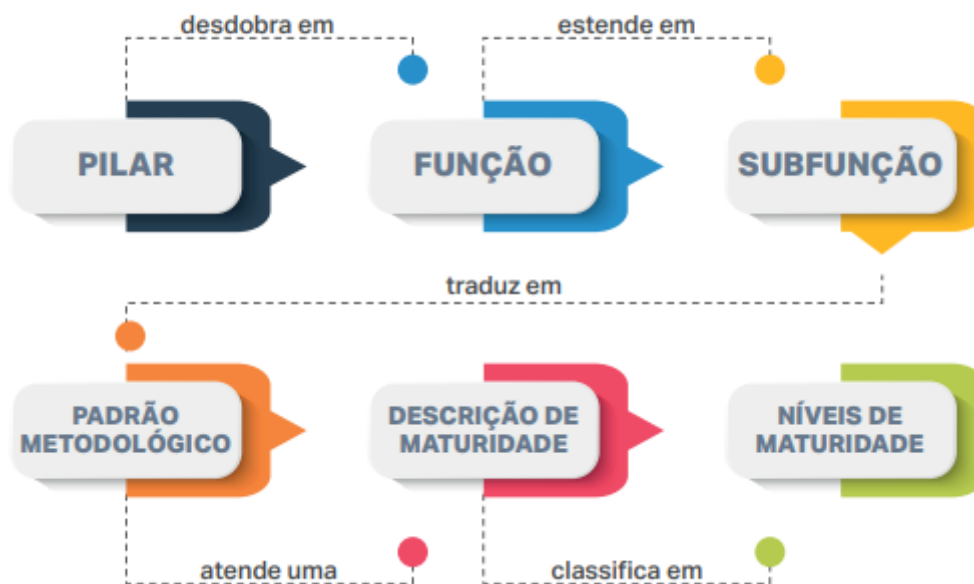 desdobra em
estende em
PILAR
FUNÇÃO
SUBFUNÇÃO
traduz em
PADRÃO
METODOLÓGICO
DESCRIÇÃO DE
MATURIDADE
NÍVEIS DE
MATURIDADE
atende uma
classifica em